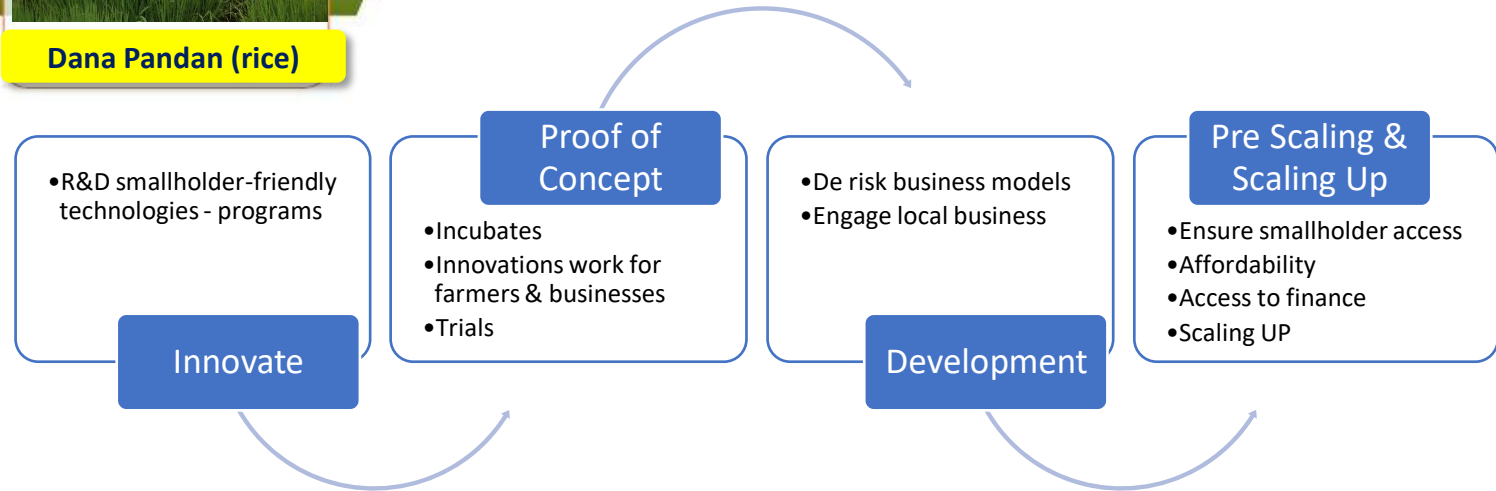 Dana Pandan (rice)
•R&D smallholder-friendly
technologies - programs
Innovate
Proof of
Concept
•Incubates
•Innovations work for
farmers & businesses
•Trials
•De risk business models
•Engage local business
Development
Pre Scaling &
Scaling Up
•Ensure smallholder access
•Affordability
•Access to finance
•Scaling UP